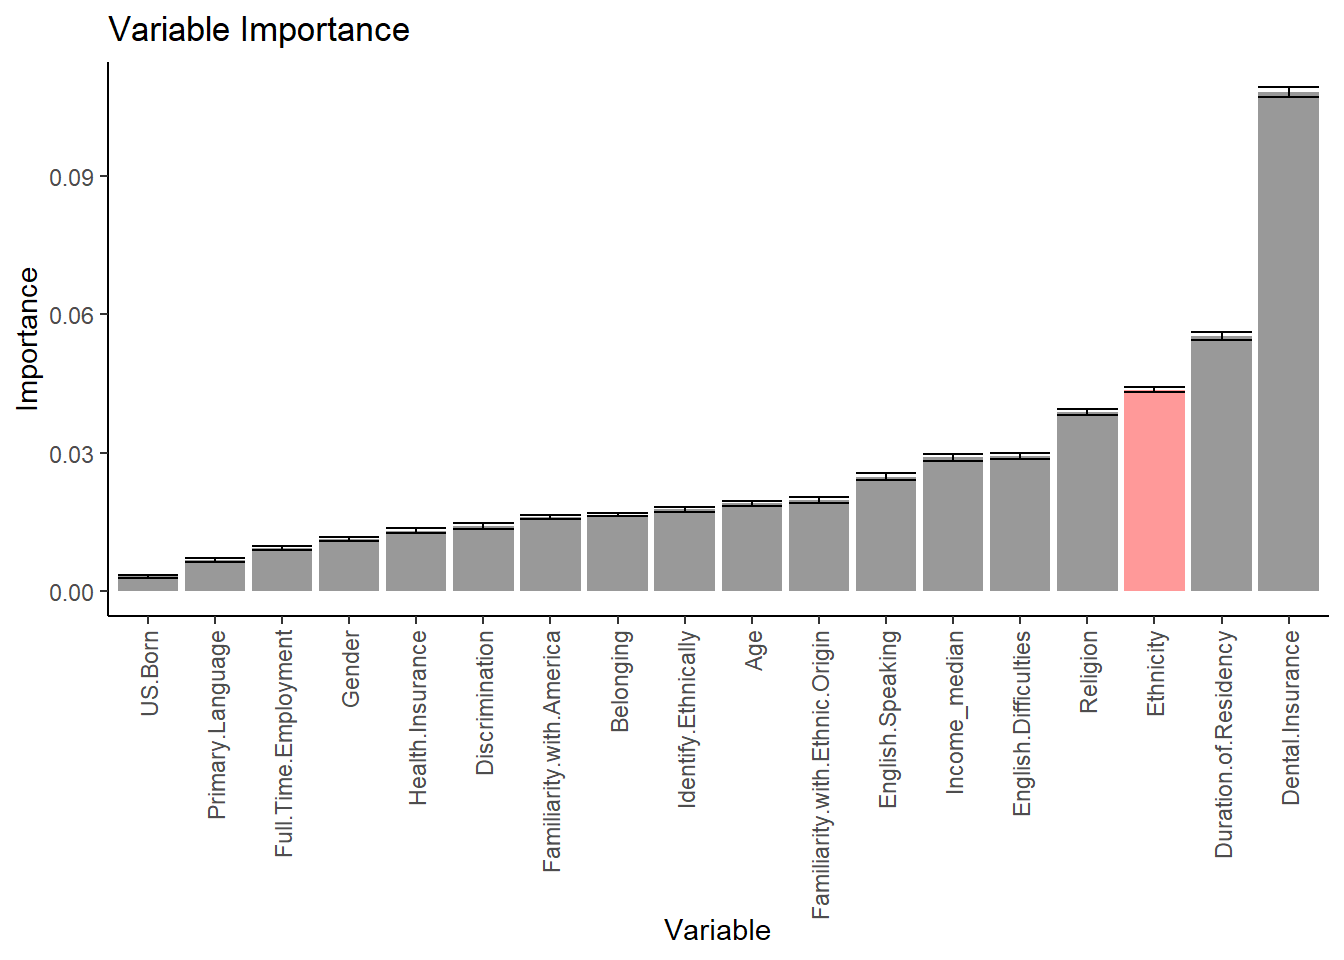 Variable Importance
Importance
0.09
0.06
0.03
0.00
US.Born
Primary.Language
Full.Time.Employment
Gender
Health.Insurance
Discrimination
Familiarity.with.America
Belonging
Identify.Ethnically
Age
Familiarity.with.Ethnic.Origin
English.Speaking
Income_median
English.Difficulties
Religion
Ethnicity
Duration.of.Residency
Dental.Insurance
Variable